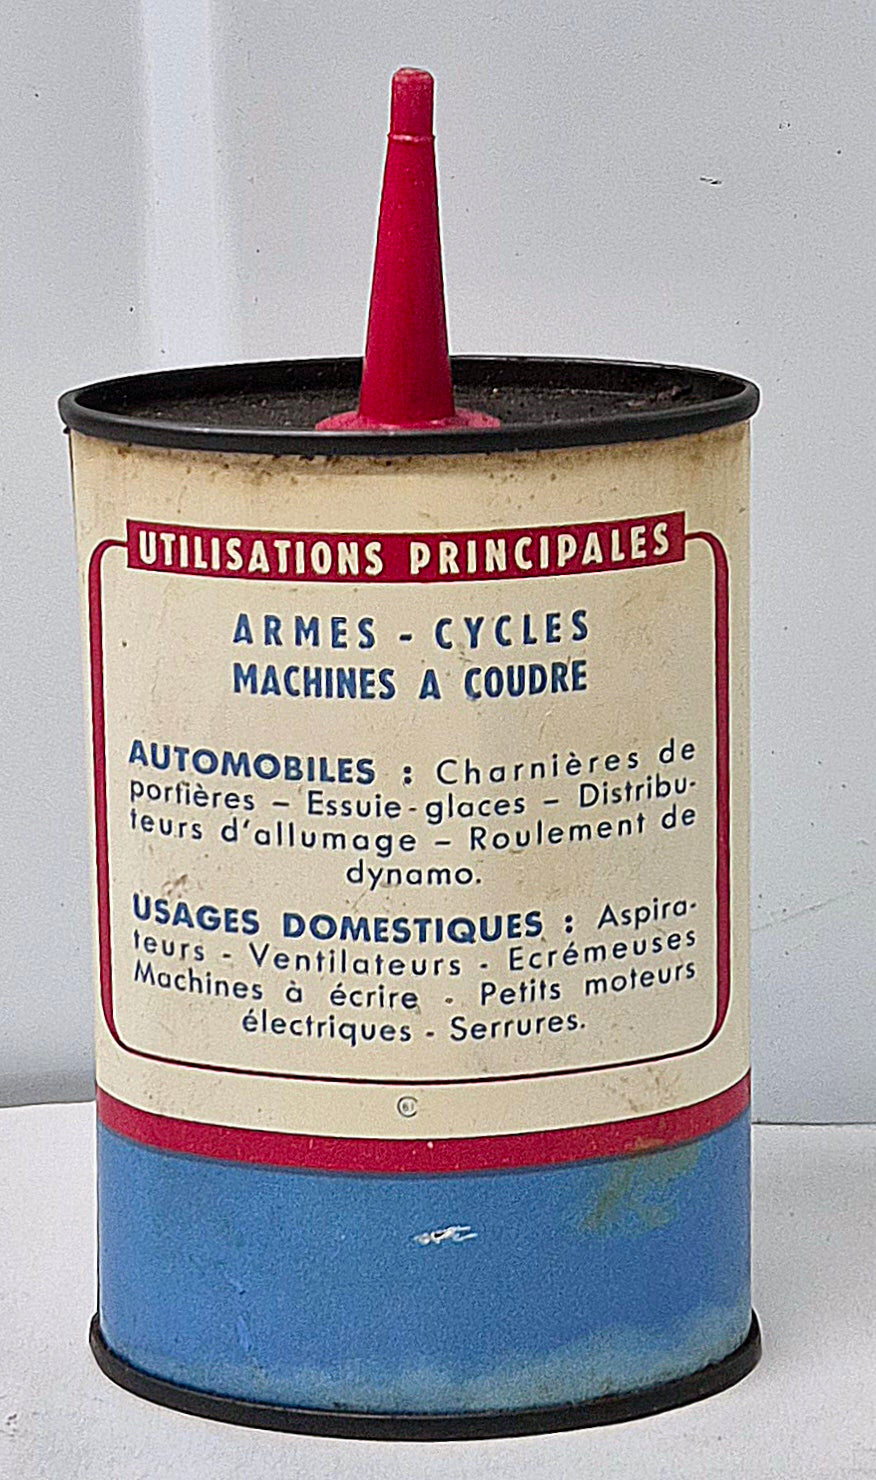 UTILISATIONS PRINCIPALES
ARMES - CYCLES
MACHINES A COUDRE
AUTOMOBILES : Charnières de
portières – Essuie-glaces – Distribu-
teurs d'allumage – Roulement de
dynamo.
USAGES DOMESTIQUES : Aspira-
teurs - Ventilateurs - Ecrémeuses
Machines à écrire - Petits moteurs
électriques - Serrures.